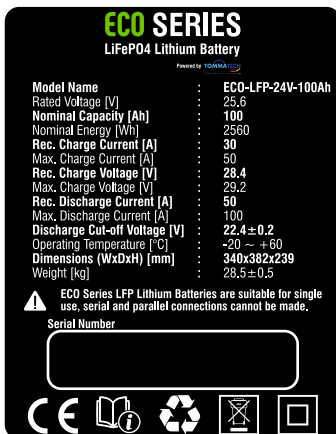 ECO SERIES
LiFePO4 Lithium Battery
Powered by TOMMATECH
Model Name : ECO-LFP-24V-100Ah
Rated Voltage [V] : 25,6
Nominal Capacity [Ah] : 100
Nominal Energy [Wh] : 2560
Rec. Charge Current [A] : 30
Max. Charge Current [A] : 50
Rec. Charge Voltage [V] : 28.4
Max. Charge Voltage [V] : 29.2
Rec. Discharge Current [A] : 50
Max. Discharge Current [A] : 100
Discharge Cut-off Voltage [V] : 22.4±0.2
Operating Temperature [°C] : -20 ~ +60
Dimensions (WxDxH) [mm] : 340x382x239
Weight [kg] : 28.5±0.5
ECO Series LFP Lithium Batteries are suitable for single
use, serial and parallel connections cannot be made.
Serial Number
CE